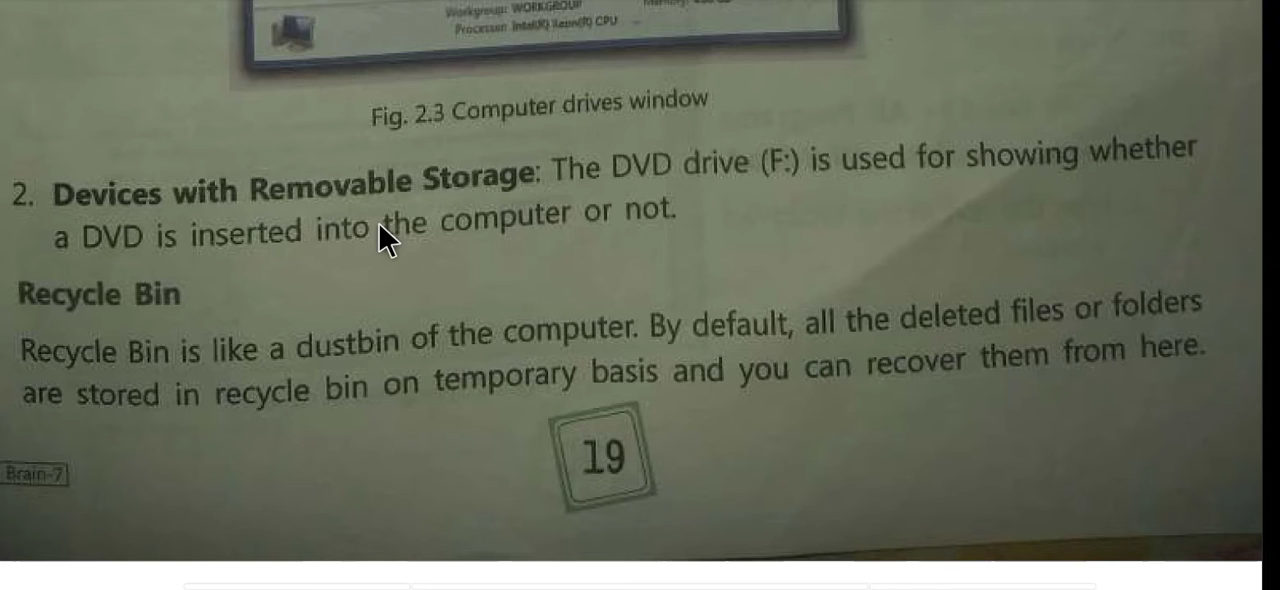 Workgroup: WORKGROUP
Processor: Intel(R) Xeon(R) CPU
Fig. 2.3 Computer drives window
2. Devices with Removable Storage: The DVD drive (F:) is used for showing whether
a DVD is inserted into the computer or not.
Recycle Bin
Recycle Bin is like a dustbin of the computer. By default, all the deleted files or folders
are stored in recycle bin on temporary basis and you can recover them from here.
19
Brain-7